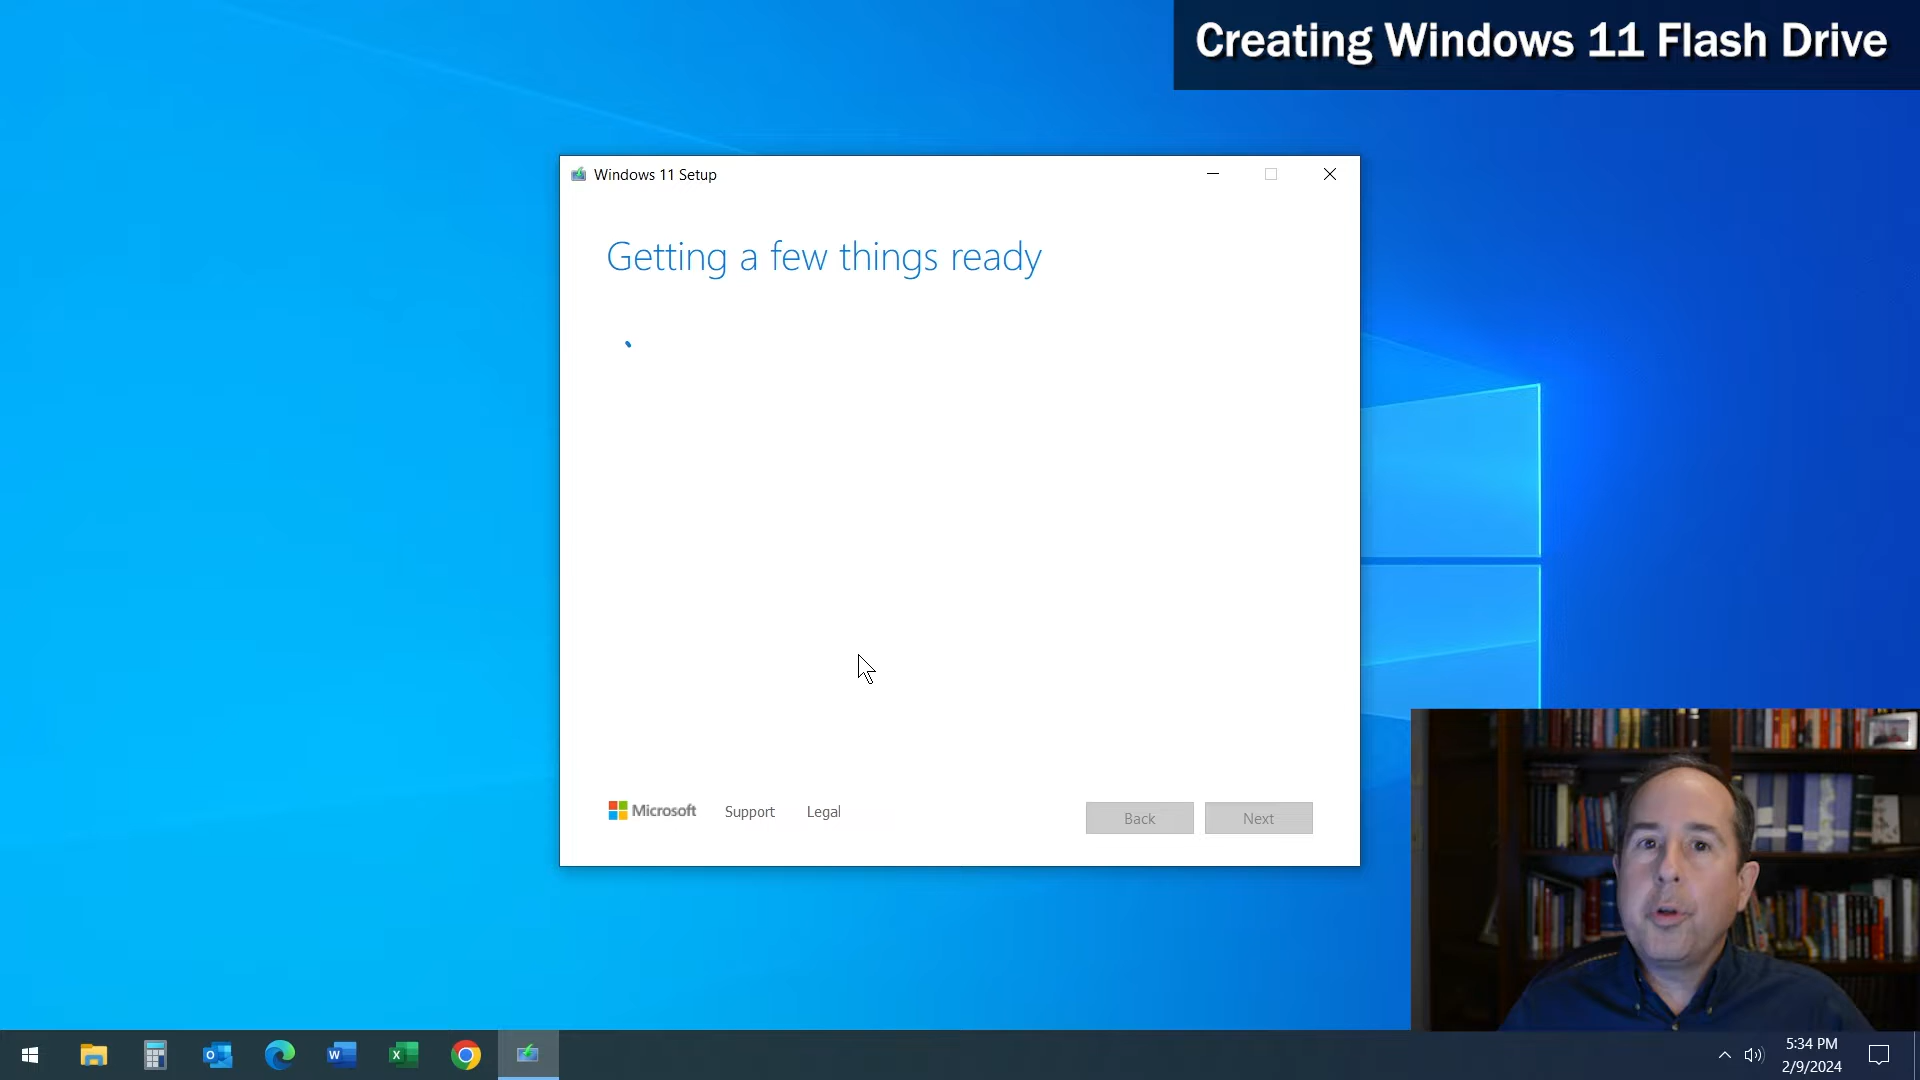 Creating Windows 11 Flash Drive
Windows 11 Setup
Getting a few things ready
Microsoft
Support
Legal
Back
Next
5:34 PM
2/9/2024